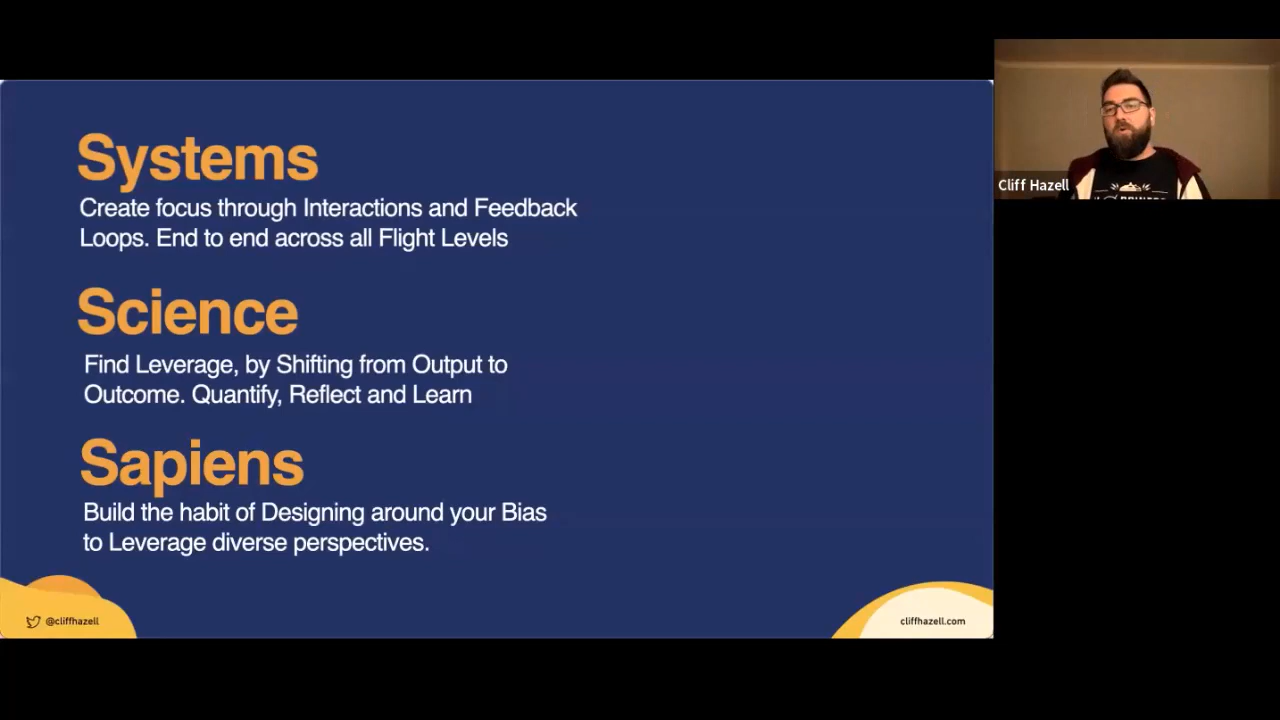 Systems
Create focus through Interactions and Feedback
Loops. End to end across all Flight Levels
Science
Find Leverage, by Shifting from Output to
Outcome. Quantify, Reflect and Learn
Sapiens
Build the habit of Designing around your Bias
to Leverage diverse perspectives.
@cliffhazell
cliffhazell.com
Cliff Hazell